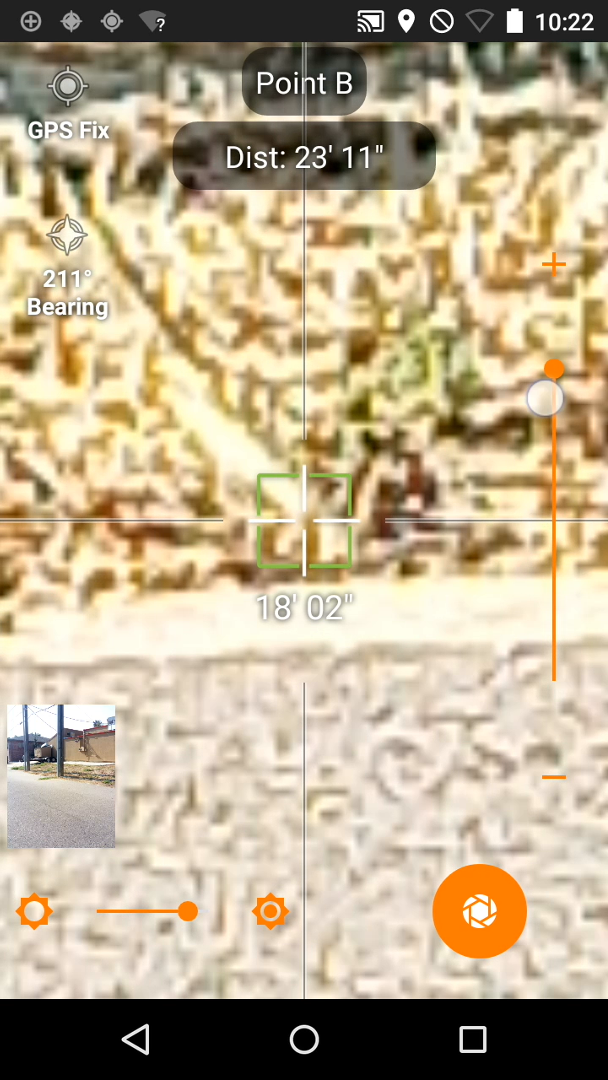 10:22
Point B
GPS Fix
Dist: 23' 11"
211°
Bearing
18' 02"